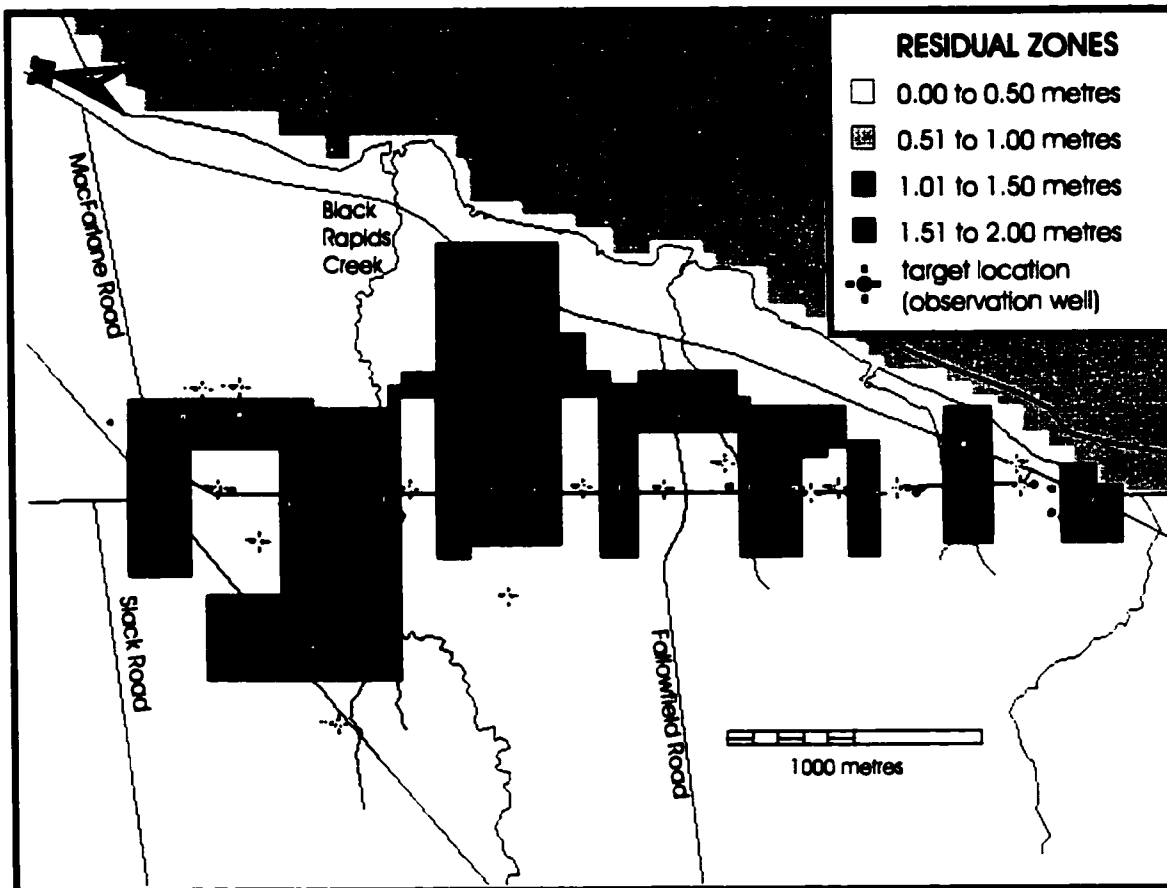 RESIDUAL ZONES
0.00 to 0.50 metres
0.51 to 1.00 metres
1.01 to 1.50 metres
1.51 to 2.00 metres
target location
(observation well)
MacFarlane Road
Black
Rapids
Creek
Slack Road
Fallowfield Road
1000 metres